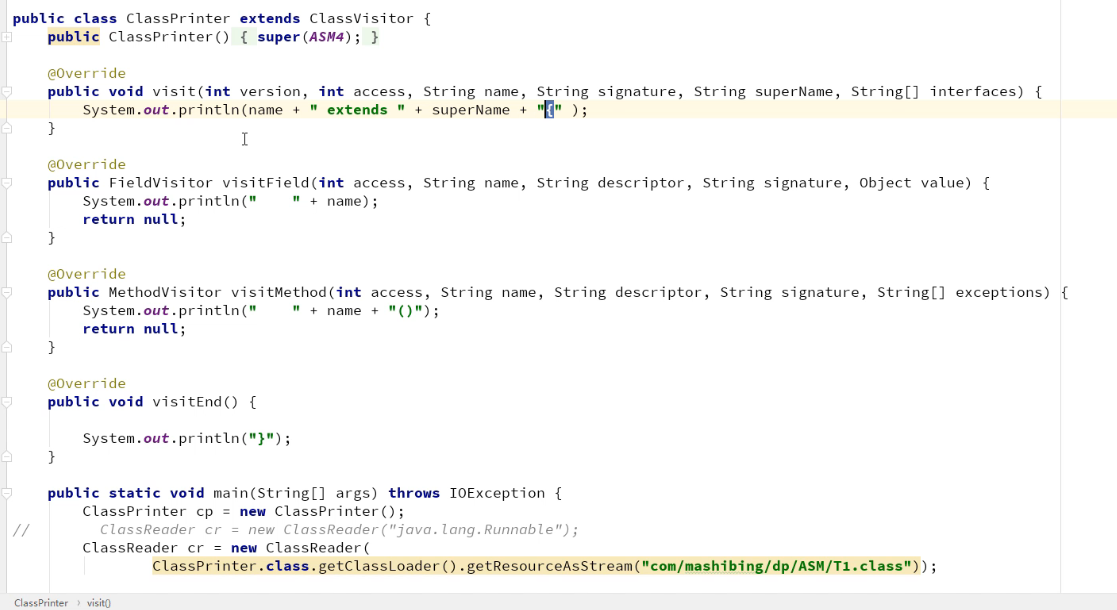 public class ClassPrinter extends ClassVisitor {
    public ClassPrinter() { super(ASM4); }
    @Override
    public void visit(int version, int access, String name, String signature, String superName, String[] interfaces) {
        System.out.println(name + " extends " + superName + "{" );
    }
    @Override
    public FieldVisitor visitField(int access, String name, String descriptor, String signature, Object value) {
        System.out.println("    " + name);
        return null;
    }
    @Override
    public MethodVisitor visitMethod(int access, String name, String descriptor, String signature, String[] exceptions) {
        System.out.println("    " + name + "()");
        return null;
    }
    @Override
    public void visitEnd() {
        System.out.println("}");
    }
    public static void main(String[] args) throws IOException {
        ClassPrinter cp = new ClassPrinter();
//        ClassReader cr = new ClassReader("java.lang.Runnable");
        ClassReader cr = new ClassReader(
                ClassPrinter.class.getClassLoader().getResourceAsStream("com/mashibing/dp/ASM/T1.class"));
ClassPrinter › visit()